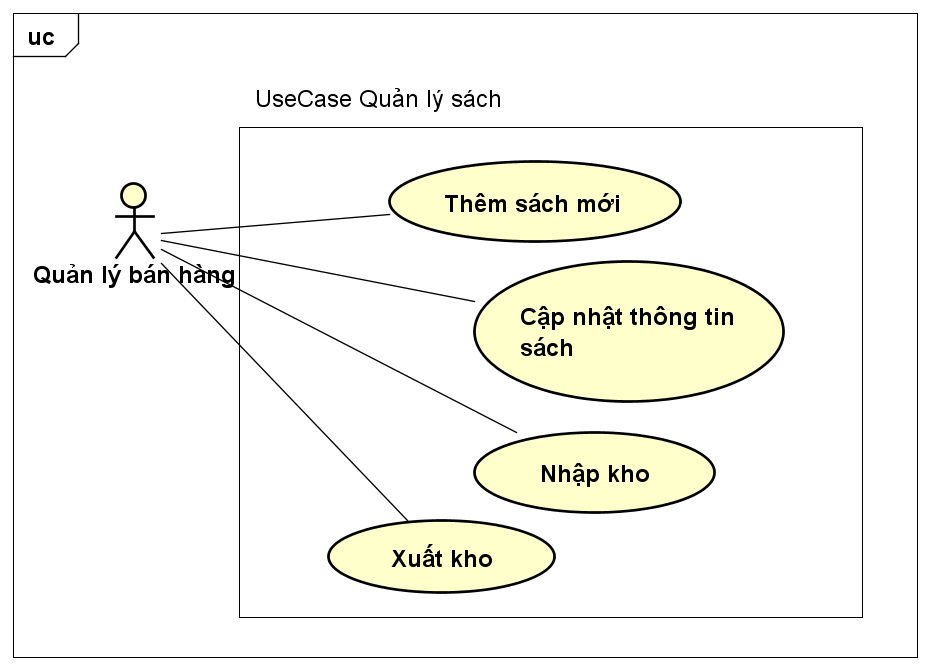 uc
UseCase Quản lý sách
Thêm sách mới
Quản lý bán hàng
Cập nhật thông tin
sách
Nhập kho
Xuất kho